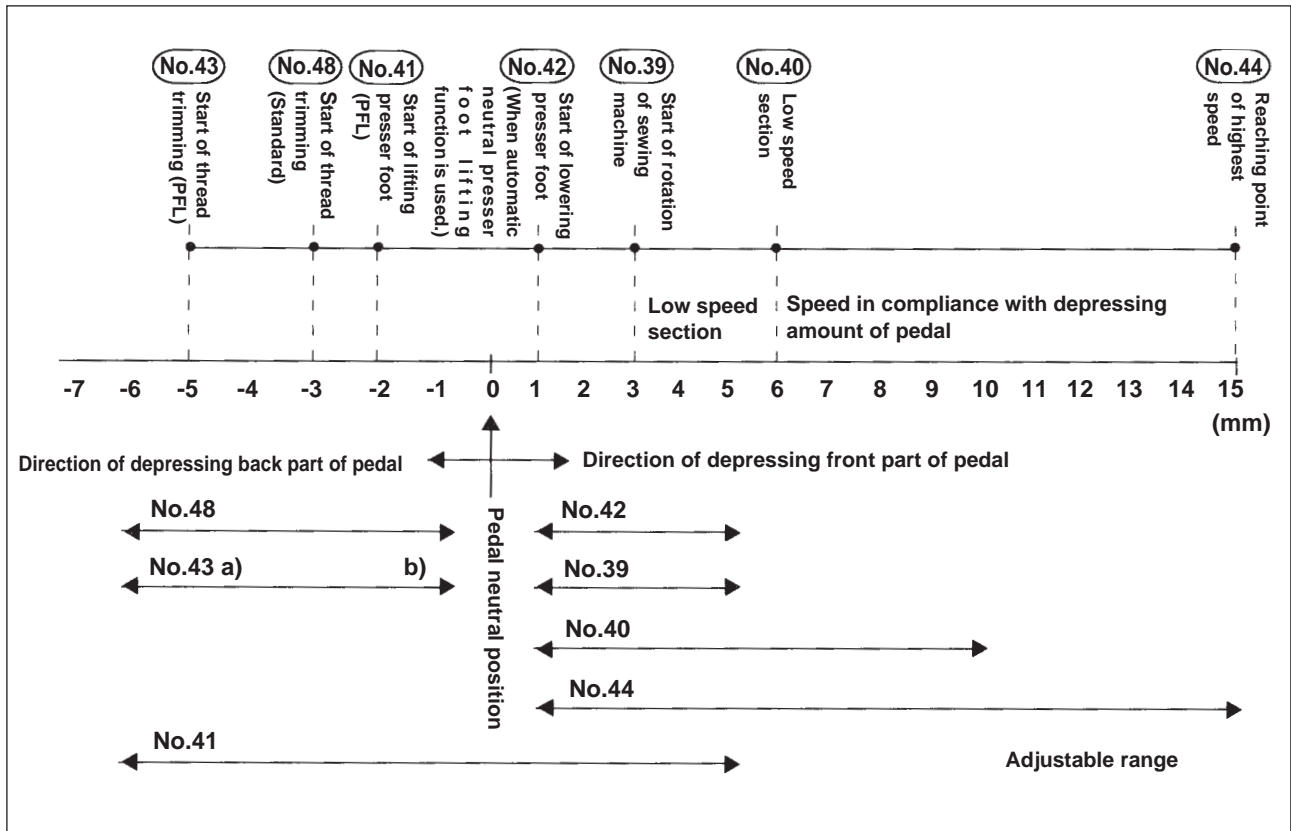 No.43
No.48
No.41
No.42
No.39
No.40
No.44
Start of thread
trimming (PFL)
Start of thread
trimming
(Standard)
Start of lifting
presser foot
(PFL)
Start of lowering
presser foot
(When automatic
neutral presser
foot lifting
function is used.)
Start of rotation
of sewing
machine
Low speed
section
Reaching point
of highest
speed
Low speed
section
Speed in compliance with depressing
amount of pedal
-7 -6 -5 -3 -2 -1 0 1 2 3 4 5 6 7 8 9 10 11 12 13 14 15
(mm)
Direction of depressing back part of pedal
Direction of depressing front part of pedal
Pedal neutral position
No.48
No.42
No.43 a) b)
No.39
No.40
No.44
No.41
Adjustable range